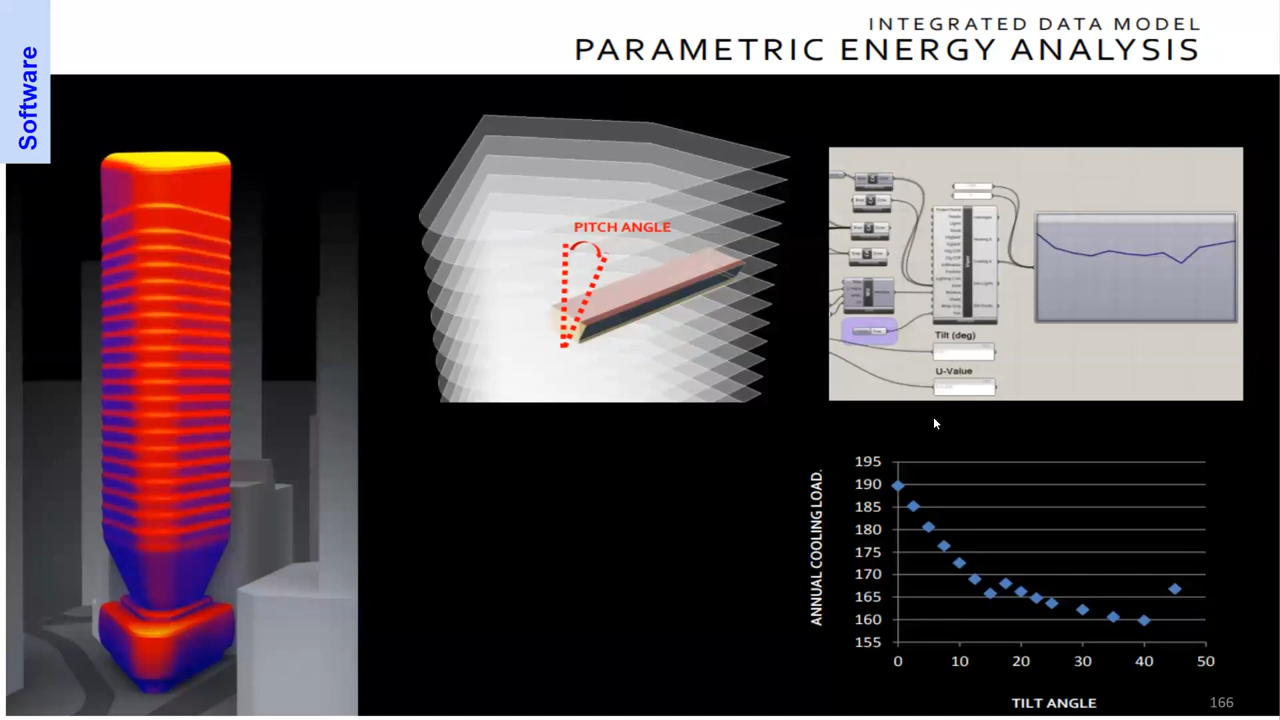 Software
INTEGRATED DATA MODEL
PARAMETRIC ENERGY ANALYSIS
PITCH ANGLE
Tilt (deg)
U-Value
ANNUAL COOLING LOAD.
195
190
185
180
175
170
165
160
155
0 10 20 30 40 50
TILT ANGLE
166